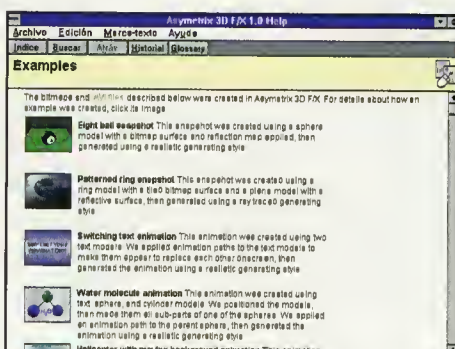 Asymetrix 3D F/X 1.0 Help
Archivo Edición Marca-texto Ayuda
Indice Buscar Atrás Historial Glossary
Examples
The bitmaps and avi files described below were created in Asymetrix 3D F/X. For details about how an
example was created, click its image
Eight ball snapshot This snapshot was created using a sphere
model with a bitmap surface and reflection map applied, then
generated using a realistic generating style
Patterned ring snapshot This snapshot was created using a
ring model with a tiled bitmap surface and a plane model with a
reflective surface, then generated using a raytraced generating
style
Switching text animation This animation was created using two
text models. We applied animation paths to the text models to
make them appear to replace each other onscreen, then
generated the animation using a realistic generating style
Water molecule animation This animation was created using
text, sphere, and cylinder models. We positioned the models,
then made them all sub-parts of one of the spheres. We applied
an animation path to the parent sphere, then generated the
animation using a realistic generating style
H₂O